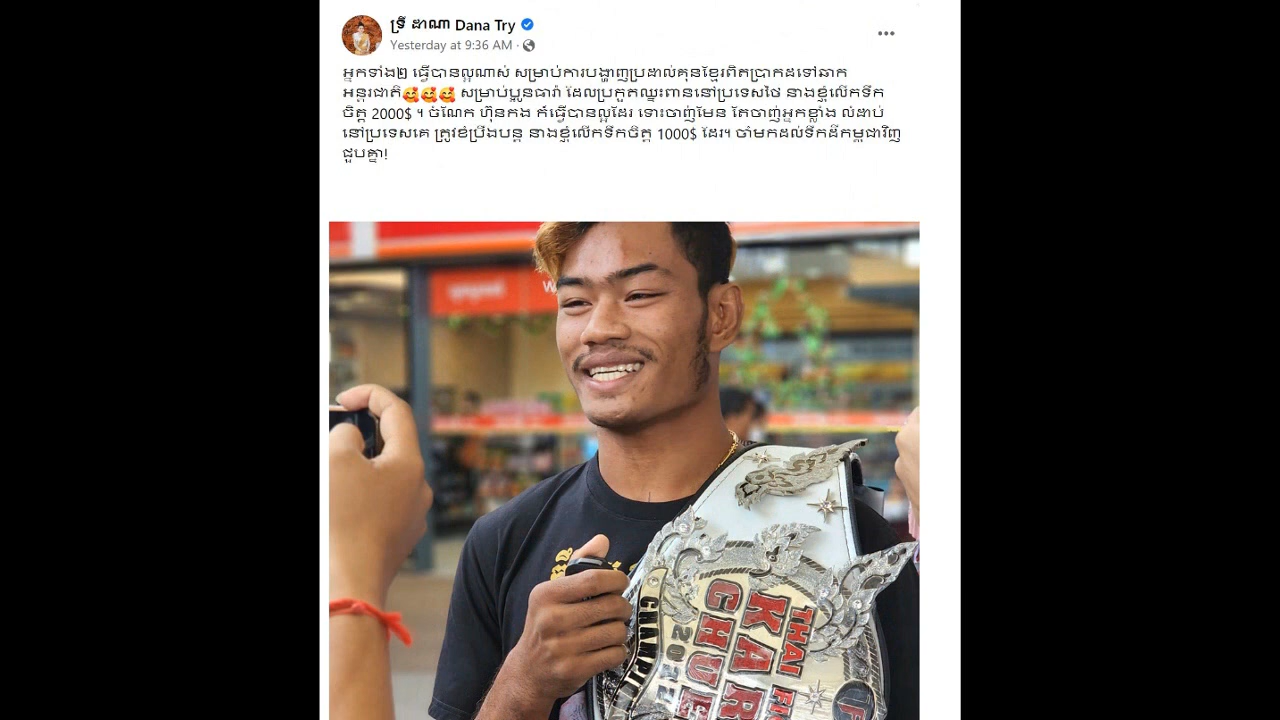 ទ្រី ដាណា Dana Try
Yesterday at 9:36 AM ·
អ្នកទាំង២ ធ្វើបានល្អណាស់ សម្រាប់ការបង្ហាញប្រដាល់គុនខ្មែរពិតប្រាកដទៅឆាក
អន្តរជាតិ🥰🥰🥰 សម្រាប់ប្អូនធារ៉ា ដែលប្រកួតឈ្នះពាននៅប្រទេសថៃ នាងខ្ញុំលើកទឹក
ចិត្ត 2000$ ។ ចំណែក ហ៊ុនកង ក៏ធ្វើបានល្អដែរ ទោះចាញ់មែន តែចាញ់អ្នកខ្លាំង លំដាប់
នៅប្រទេសគេ ត្រូវខំប្រឹងបន្ត នាងខ្ញុំលើកទឹកចិត្ត 1000$ ដែរ។ ចាំមកដល់ទឹកដីកម្ពុជាវិញ
ជួបគ្នា!
THAI
KAR
CHUE
2022